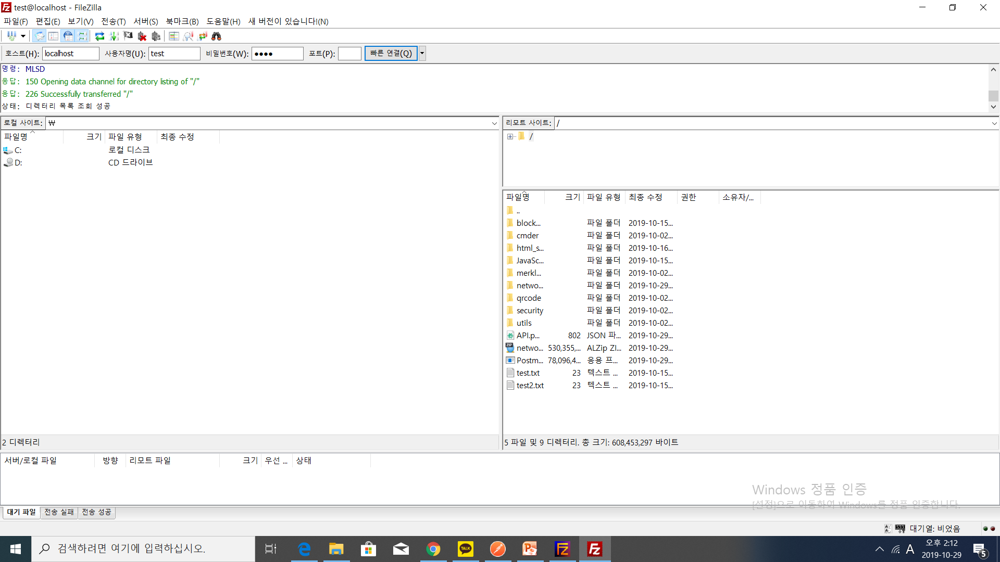 test@localhost - FileZilla
파일(F) 편집(E) 보기(V) 전송(T) 서버(S) 북마크(B) 도움말(H) 새 버전이 있습니다!(N)
호스트(H): localhost 사용자명(U): test 비밀번호(W): ●●●● 포트(P): 빠른 연결(Q)
명령: MLSD
응답: 150 Opening data channel for directory listing of "/"
응답: 226 Successfully transferred "/"
상태: 디렉터리 목록 조회 성공
로컬 사이트: ₩
파일명 크기 파일 유형 최종 수정
C: 로컬 디스크
D: CD 드라이브
2 디렉터리
리모트 사이트: /
/
파일명 크기 파일 유형 최종 수정 권한 소유자/...
..
block... 파일 폴더 2019-10-15...
cmder 파일 폴더 2019-10-02...
html_s... 파일 폴더 2019-10-16...
JavaSc... 파일 폴더 2019-10-15...
merkl... 파일 폴더 2019-10-02...
netwo... 파일 폴더 2019-10-29...
qrcode 파일 폴더 2019-10-02...
security 파일 폴더 2019-10-02...
utils 파일 폴더 2019-10-02...
API.p... 802 JSON 파... 2019-10-29...
netwo... 530,355,... ALZip ZI... 2019-10-29...
Postm... 78,096,4... 응용 프... 2019-10-29...
test.txt 23 텍스트 ... 2019-10-15...
test2.txt 23 텍스트 ... 2019-10-15...
5 파일 및 9 디렉터리. 총 크기: 608,453,297 바이트
서버/로컬 파일 방향 리모트 파일 크기 우선 ... 상태
Windows 정품 인증
[설정]으로 이동하여 Windows를 정품 인증합니다.
대기 파일 전송 실패 전송 성공
대기열: 비었음
검색하려면 여기에 입력하십시오.
TALK
A
오후 2:12
2019-10-29
5